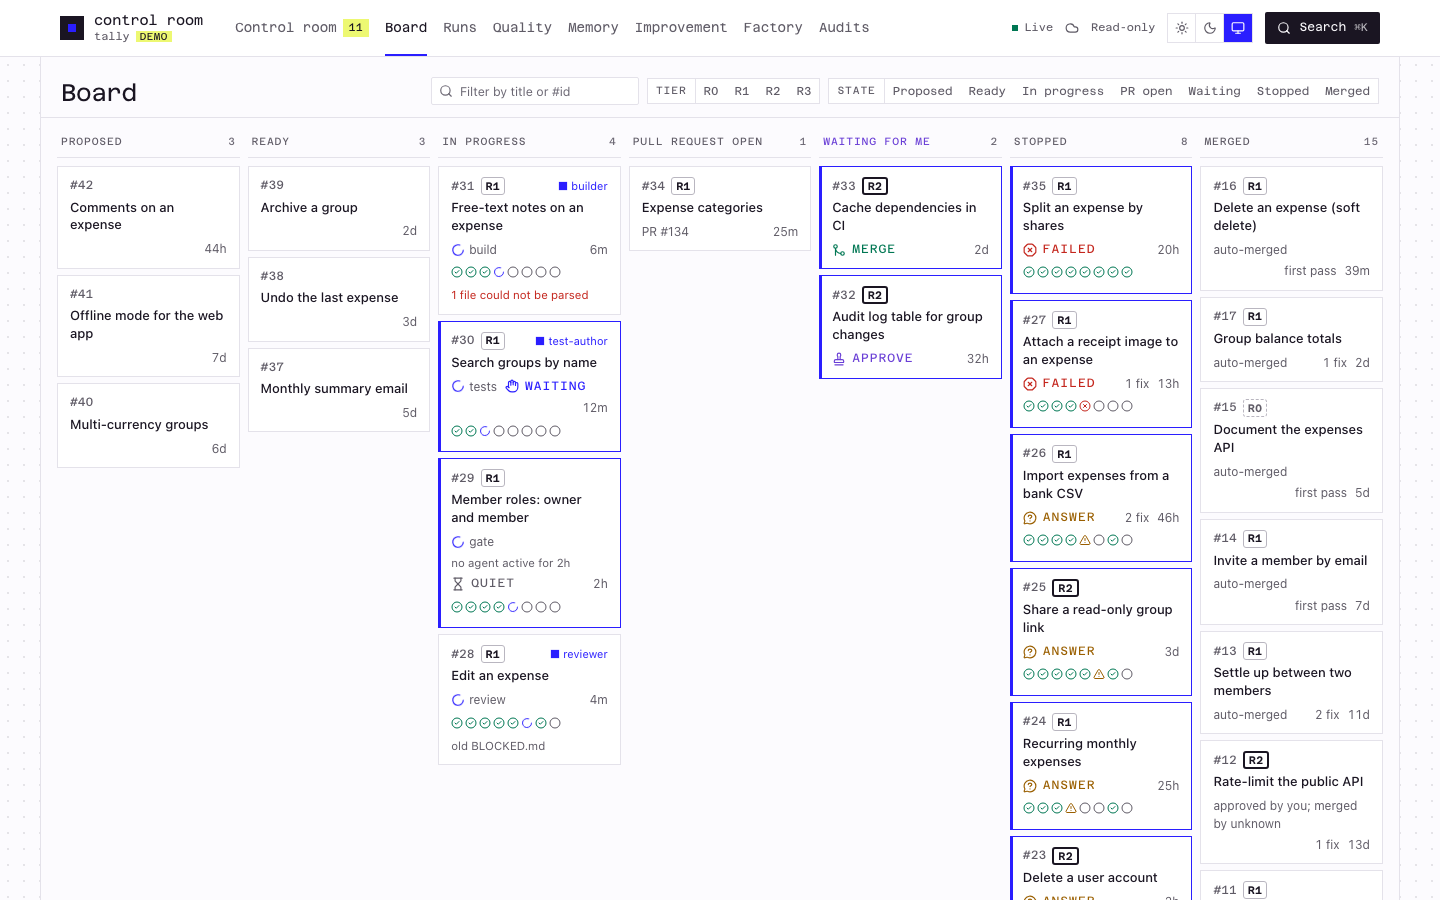 control room
tally DEMO
Control room 11 Board Runs Quality Memory Improvement Factory Audits
Live Read-only
Search ⌘K
Board
Filter by title or #id
TIER R0 R1 R2 R3
STATE Proposed Ready In progress PR open Waiting Stopped Merged
PROPOSED 3
#42
Comments on an
expense
44h
#41
Offline mode for the web
app
7d
#40
Multi-currency groups
6d
READY 3
#39
Archive a group
2d
#38
Undo the last expense
3d
#37
Monthly summary email
5d
IN PROGRESS 4
#31 R1 builder
Free-text notes on an
expense
build 6m
1 file could not be parsed
#30 R1 test-author
Search groups by name
tests WAITING
12m
#29 R1
Member roles: owner
and member
gate
no agent active for 2h
QUIET 2h
#28 R1 reviewer
Edit an expense
review 4m
old BLOCKED.md
PULL REQUEST OPEN 1
#34 R1
Expense categories
PR #134 25m
WAITING FOR ME 2
#33 R2
Cache dependencies in
CI
MERGE 2d
#32 R2
Audit log table for group
changes
APPROVE 32h
STOPPED 8
#35 R1
Split an expense by
shares
FAILED 20h
#27 R1
Attach a receipt image to
an expense
FAILED 1 fix 13h
#26 R1
Import expenses from a
bank CSV
ANSWER 2 fix 46h
#25 R2
Share a read-only group
link
ANSWER 3d
#24 R1
Recurring monthly
expenses
ANSWER 25h
#23 R2
Delete a user account
MERGED 15
#16 R1
Delete an expense (soft
delete)
auto-merged
first pass 39m
#17 R1
Group balance totals
auto-merged 1 fix 2d
#15 R0
Document the expenses
API
auto-merged
first pass 5d
#14 R1
Invite a member by email
auto-merged
first pass 7d
#13 R1
Settle up between two
members
auto-merged 2 fix 11d
#12 R2
Rate-limit the public API
approved by you; merged
by unknown
1 fix 13d
#11 R1